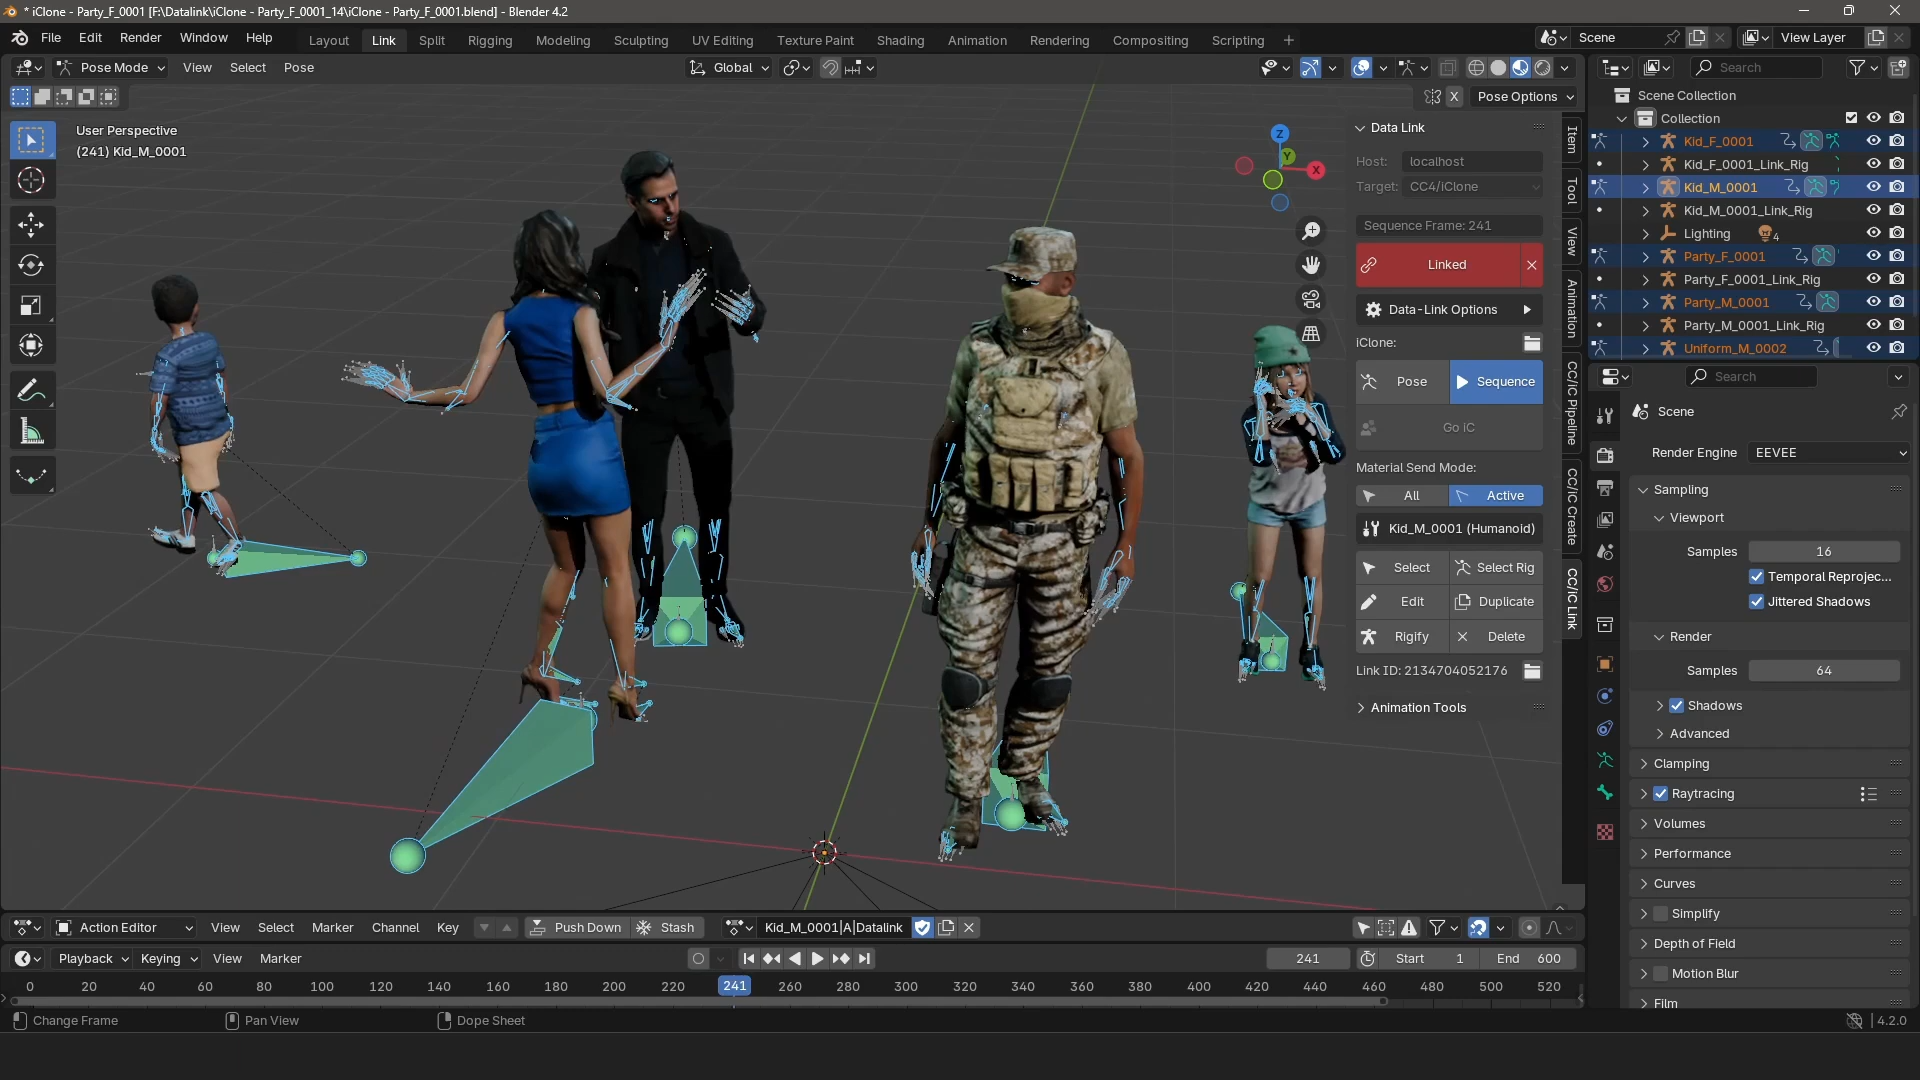 * iClone - Party_F_0001 [F:\Datalink\iClone - Party_F_0001_14\iClone - Party_F_0001.blend] - Blender 4.2
File Edit Render Window Help
Layout Link Split Rigging Modeling Sculpting UV Editing Texture Paint Shading Animation Rendering Compositing Scripting +
Scene
View Layer
Pose Mode View Select Pose
Global
Search
X Pose Options
Scene Collection
Collection
Kid_F_0001
Kid_F_0001_Link_Rig
Kid_M_0001
Kid_M_0001_Link_Rig
Lighting 4
Party_F_0001
Party_F_0001_Link_Rig
Party_M_0001
Party_M_0001_Link_Rig
Uniform_M_0002
User Perspective
(241) Kid_M_0001
Z
Y
X
Data Link
Host: localhost
Target: CC4/iClone
Sequence Frame: 241
Linked
Data-Link Options
iClone:
Pose Sequence
Go iC
Material Send Mode:
All Active
Kid_M_0001 (Humanoid)
Select Select Rig
Edit Duplicate
Rigify Delete
Link ID: 2134704052176
Animation Tools
Item
Tool
View
Animation
CC/iC Pipeline
CC/iC Create
CC/iC Link
Search
Scene
Render Engine EEVEE
Sampling
Viewport
Samples 16
Temporal Reprojec...
Jittered Shadows
Render
Samples 64
Shadows
Advanced
Clamping
Raytracing
Volumes
Performance
Curves
Simplify
Depth of Field
Motion Blur
Film
Action Editor View Select Marker Channel Key Push Down Stash Kid_M_0001|A|Datalink
Playback Keying View Marker 241 Start 1 End 600
0 20 40 60 80 100 120 140 160 180 200 220 241 260 280 300 320 340 360 380 400 420 440 460 480 500 520
Change Frame Pan View Dope Sheet 4.2.0